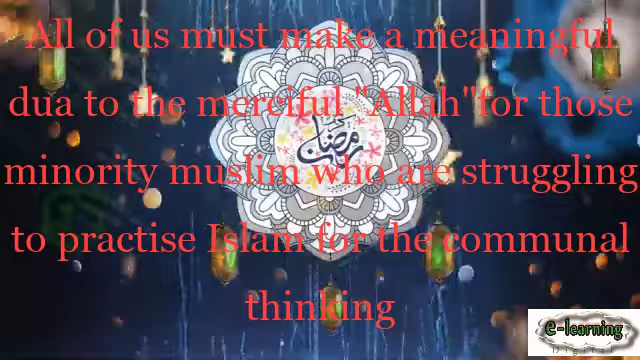 All of us must make a meaningful
dua to the merciful "Allah"for those
minority muslim who are struggling
to practise Islam for the communal
thinking
رمضان
e-learning
Digital